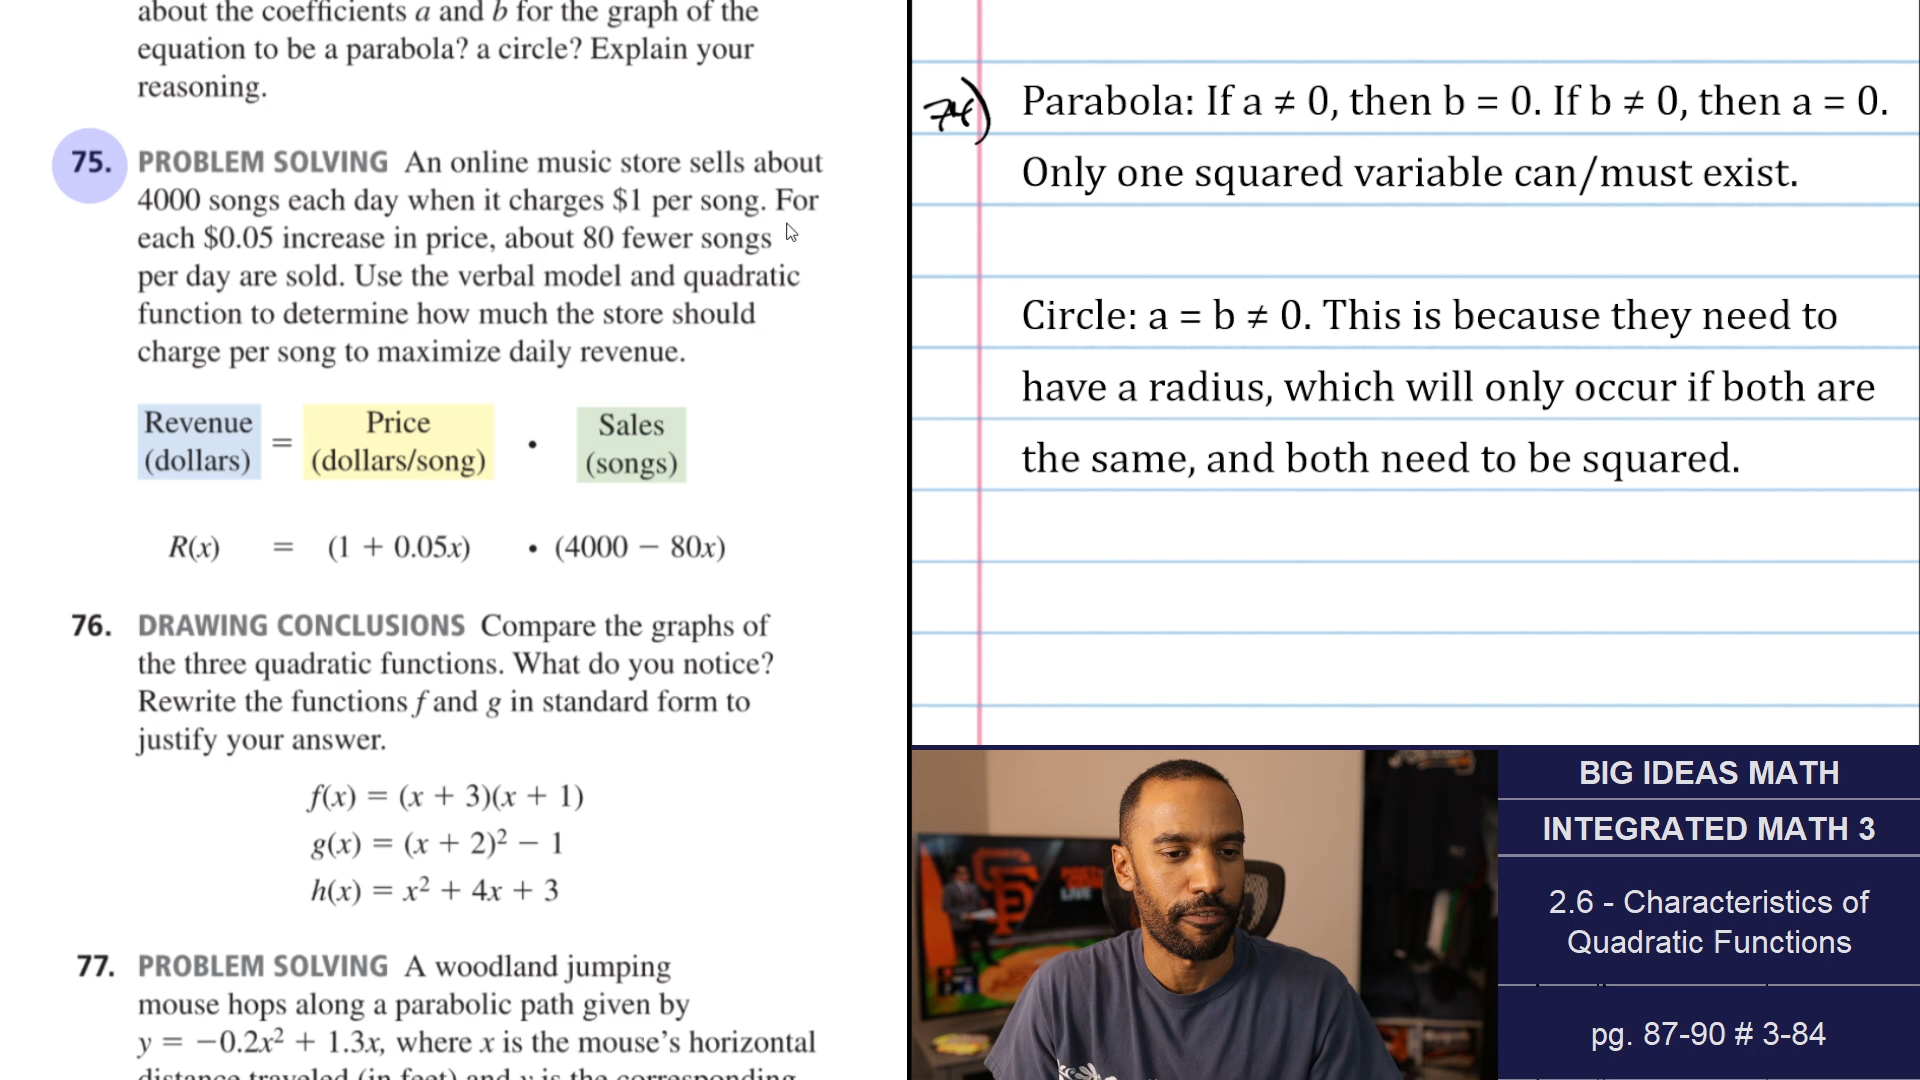 about the coefficients a and b for the graph of the
equation to be a parabola? a circle? Explain your
reasoning.
75. PROBLEM SOLVING An online music store sells about
4000 songs each day when it charges $1 per song. For
each $0.05 increase in price, about 80 fewer songs
per day are sold. Use the verbal model and quadratic
function to determine how much the store should
charge per song to maximize daily revenue.
Revenue (dollars) = Price (dollars/song) • Sales (songs)
R(x) = (1 + 0.05x) • (4000 − 80x)
76. DRAWING CONCLUSIONS Compare the graphs of
the three quadratic functions. What do you notice?
Rewrite the functions f and g in standard form to
justify your answer.
f(x) = (x + 3)(x + 1)
g(x) = (x + 2)² − 1
h(x) = x² + 4x + 3
77. PROBLEM SOLVING A woodland jumping
mouse hops along a parabolic path given by
y = −0.2x² + 1.3x, where x is the mouse's horizontal
distance traveled (in feet) and y is the corresponding
74) Parabola: If a ≠ 0, then b = 0. If b ≠ 0, then a = 0.
Only one squared variable can/must exist.
Circle: a = b ≠ 0. This is because they need to
have a radius, which will only occur if both are
the same, and both need to be squared.
BIG IDEAS MATH
INTEGRATED MATH 3
2.6 - Characteristics of
Quadratic Functions
pg. 87-90 # 3-84